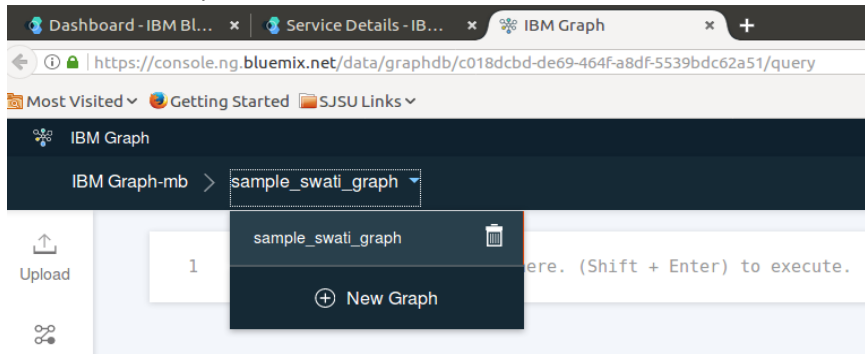 Dashboard - IBM Bl... × Service Details - IB... × IBM Graph × +
https://console.ng.bluemix.net/data/graphdb/c018dcbd-de69-464f-a8df-5539bdc62a51/query
Most Visited Getting Started SJSU Links
IBM Graph
IBM Graph-mb > sample_swati_graph
sample_swati_graph
Upload
1 ere. (Shift + Enter) to execute.
New Graph